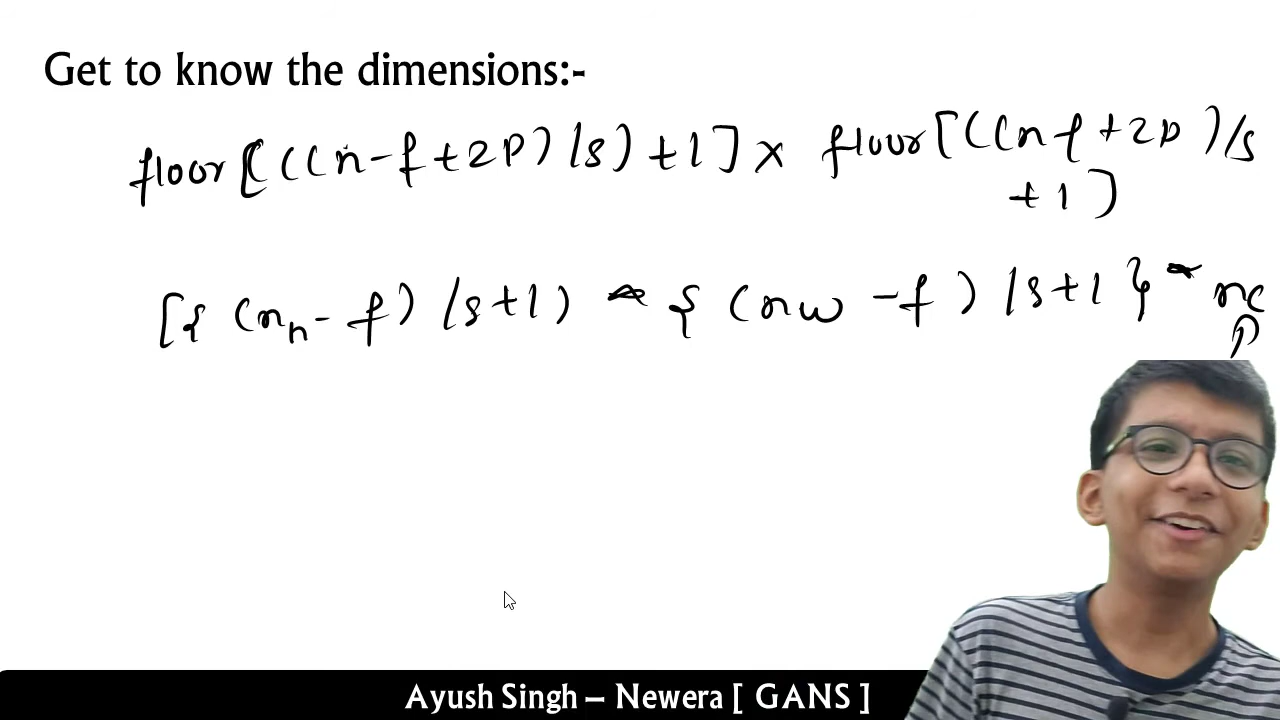 Get to know the dimensions:-
floor[((n-f+2p)/s)+1] x floor[((n f+2p)/s
+1]
[{(nh-f)/s+1) * {(nw-f)/s+1} * nc
Ayush Singh – Newera [ GANS ]